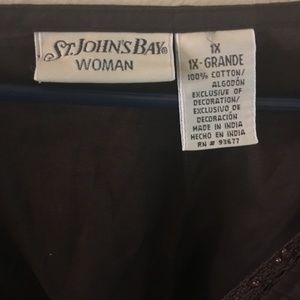 ST. JOHN'S BAY®
WOMAN
1X
1X-GRANDE
100% COTTON/
ALGODÓN
EXCLUSIVE OF
DECORATION/
EXCLUSIVO DE
DECORACIÓN
MADE IN INDIA
HECHO EN INDIA
RN # 93677